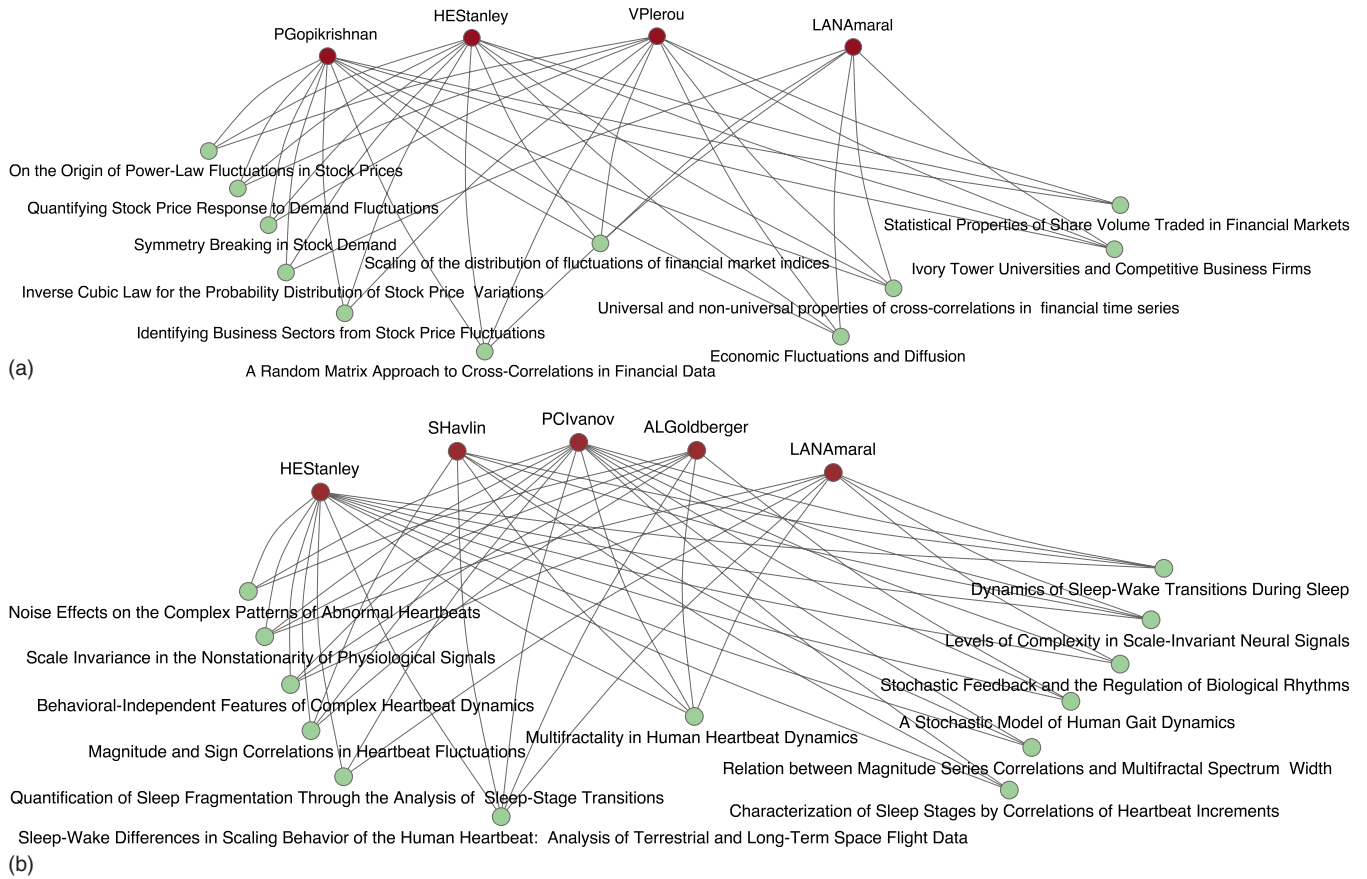 HEStanley
VPlerou
LANAmaral
PGopikrishnan
On the Origin of Power-Law Fluctuations in Stock Prices
Quantifying Stock Price Response to Demand Fluctuations
Statistical Properties of Share Volume Traded in Financial Markets
Symmetry Breaking in Stock Demand
Scaling of the distribution of fluctuations of financial market indices
Ivory Tower Universities and Competitive Business Firms
Inverse Cubic Law for the Probability Distribution of Stock Price Variations
Universal and non-universal properties of cross-correlations in financial time series
Identifying Business Sectors from Stock Price Fluctuations
Economic Fluctuations and Diffusion
(a)
A Random Matrix Approach to Cross-Correlations in Financial Data
PCIvanov
SHavlin
ALGoldberger
LANAmaral
HEStanley
Dynamics of Sleep-Wake Transitions During Sleep
Noise Effects on the Complex Patterns of Abnormal Heartbeats
Levels of Complexity in Scale-Invariant Neural Signals
Scale Invariance in the Nonstationarity of Physiological Signals
Stochastic Feedback and the Regulation of Biological Rhythms
Behavioral-Independent Features of Complex Heartbeat Dynamics
A Stochastic Model of Human Gait Dynamics
Multifractality in Human Heartbeat Dynamics
Magnitude and Sign Correlations in Heartbeat Fluctuations
Relation between Magnitude Series Correlations and Multifractal Spectrum Width
Quantification of Sleep Fragmentation Through the Analysis of Sleep-Stage Transitions
Characterization of Sleep Stages by Correlations of Heartbeat Increments
Sleep-Wake Differences in Scaling Behavior of the Human Heartbeat: Analysis of Terrestrial and Long-Term Space Flight Data
(b)